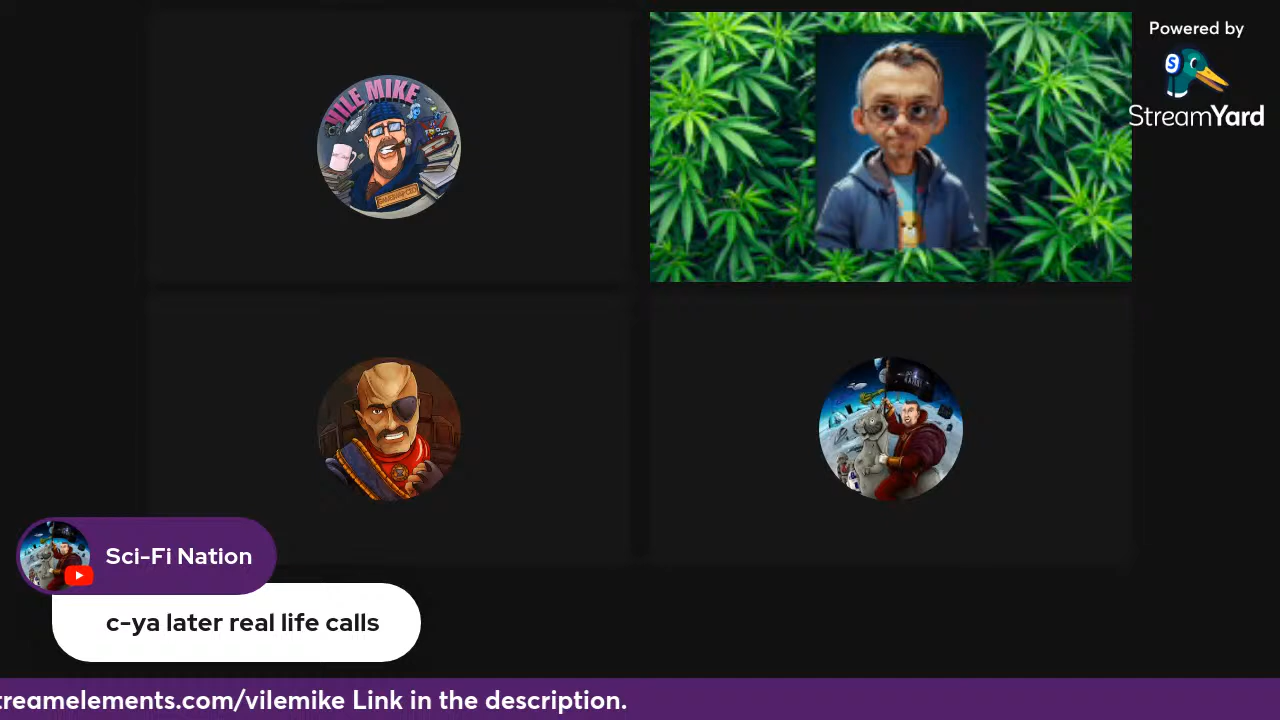 Powered by
StreamYard
VILE MIKE
Sci-Fi Nation
c-ya later real life calls
treamelements.com/vilemike Link in the description.